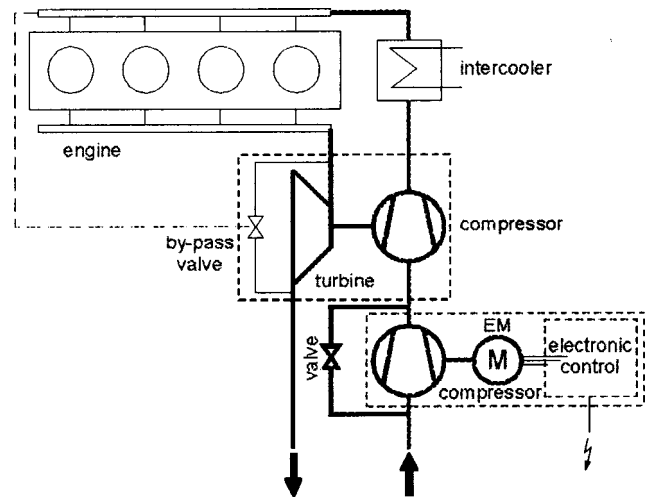 intercooler
engine
compressor
by-pass
valve
turbine
EM
valve
M
electronic
control
compressor